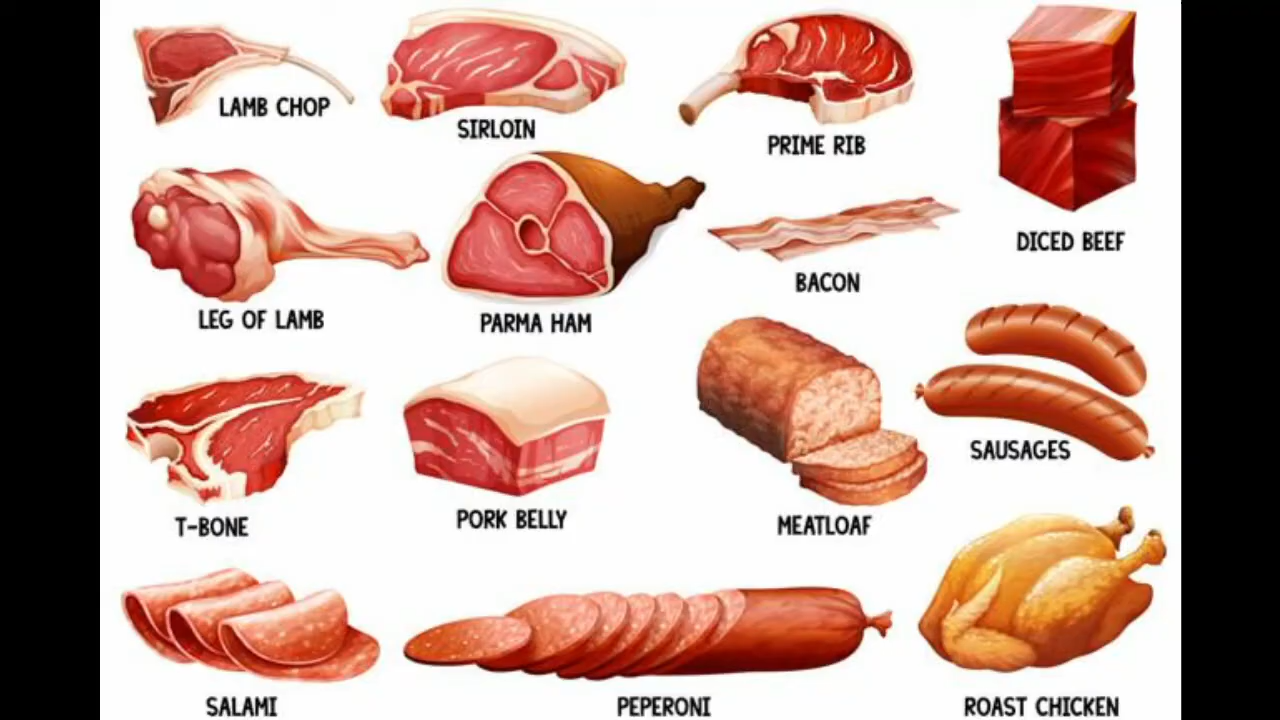 LAMB CHOP
SIRLOIN
PRIME RIB
DICED BEEF
LEG OF LAMB
PARMA HAM
BACON
SAUSAGES
T-BONE
PORK BELLY
MEATLOAF
SALAMI
PEPERONI
ROAST CHICKEN